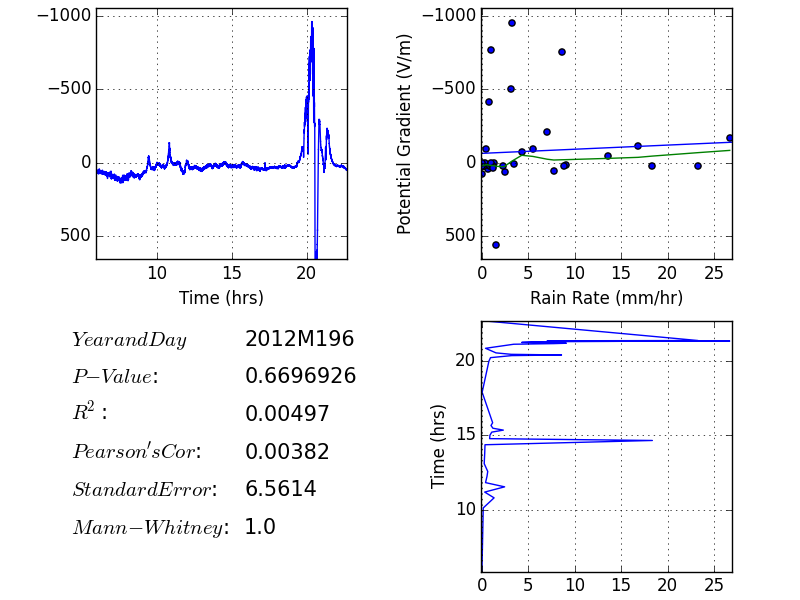 −1000
−500
0
500
10
15
20
Time (hrs)
−1000
−500
0
500
Potential Gradient (V/m)
0
5
10
15
20
25
Rain Rate (mm/hr)
YearandDay 2012M196
P−Value: 0.6696926
R²: 0.00497
Pearson'sCor: 0.00382
StandardError: 6.5614
Mann−Whitney: 1.0
20
15
10
Time (hrs)
0
5
10
15
20
25